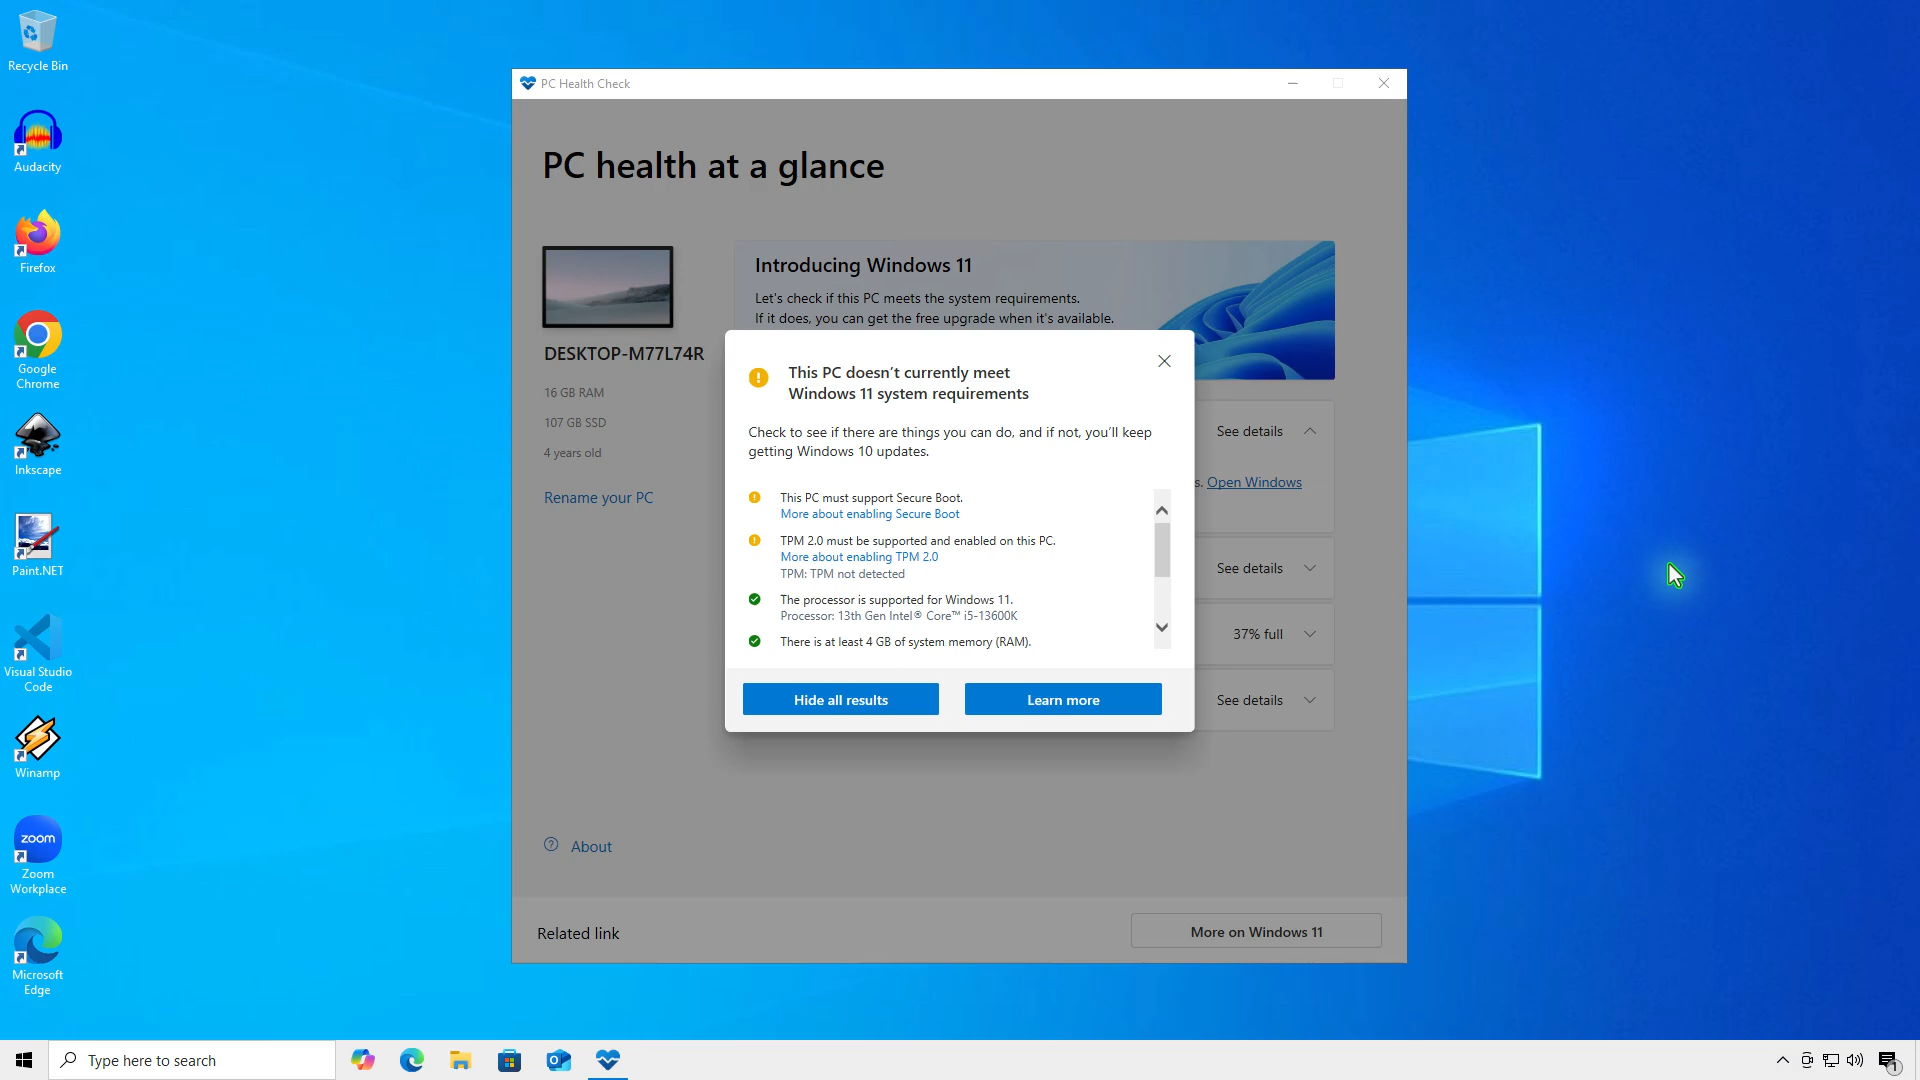 Recycle Bin
Audacity
Firefox
Google
Chrome
Inkscape
Paint.NET
Visual Studio
Code
Winamp
zoom
Zoom
Workplace
Microsoft
Edge
PC Health Check
PC health at a glance
DESKTOP-M77L74R
16 GB RAM
107 GB SSD
4 years old
Rename your PC
Introducing Windows 11
Let's check if this PC meets the system requirements.
If it does, you can get the free upgrade when it's available.
This PC doesn't currently meet
Windows 11 system requirements
Check to see if there are things you can do, and if not, you'll keep
getting Windows 10 updates.
This PC must support Secure Boot.
More about enabling Secure Boot
TPM 2.0 must be supported and enabled on this PC.
More about enabling TPM 2.0
TPM: TPM not detected
The processor is supported for Windows 11.
Processor: 13th Gen Intel® Core™ i5-13600K
There is at least 4 GB of system memory (RAM).
Hide all results
Learn more
See details
s. Open Windows
See details
37% full
See details
About
Related link
More on Windows 11
Type here to search
1